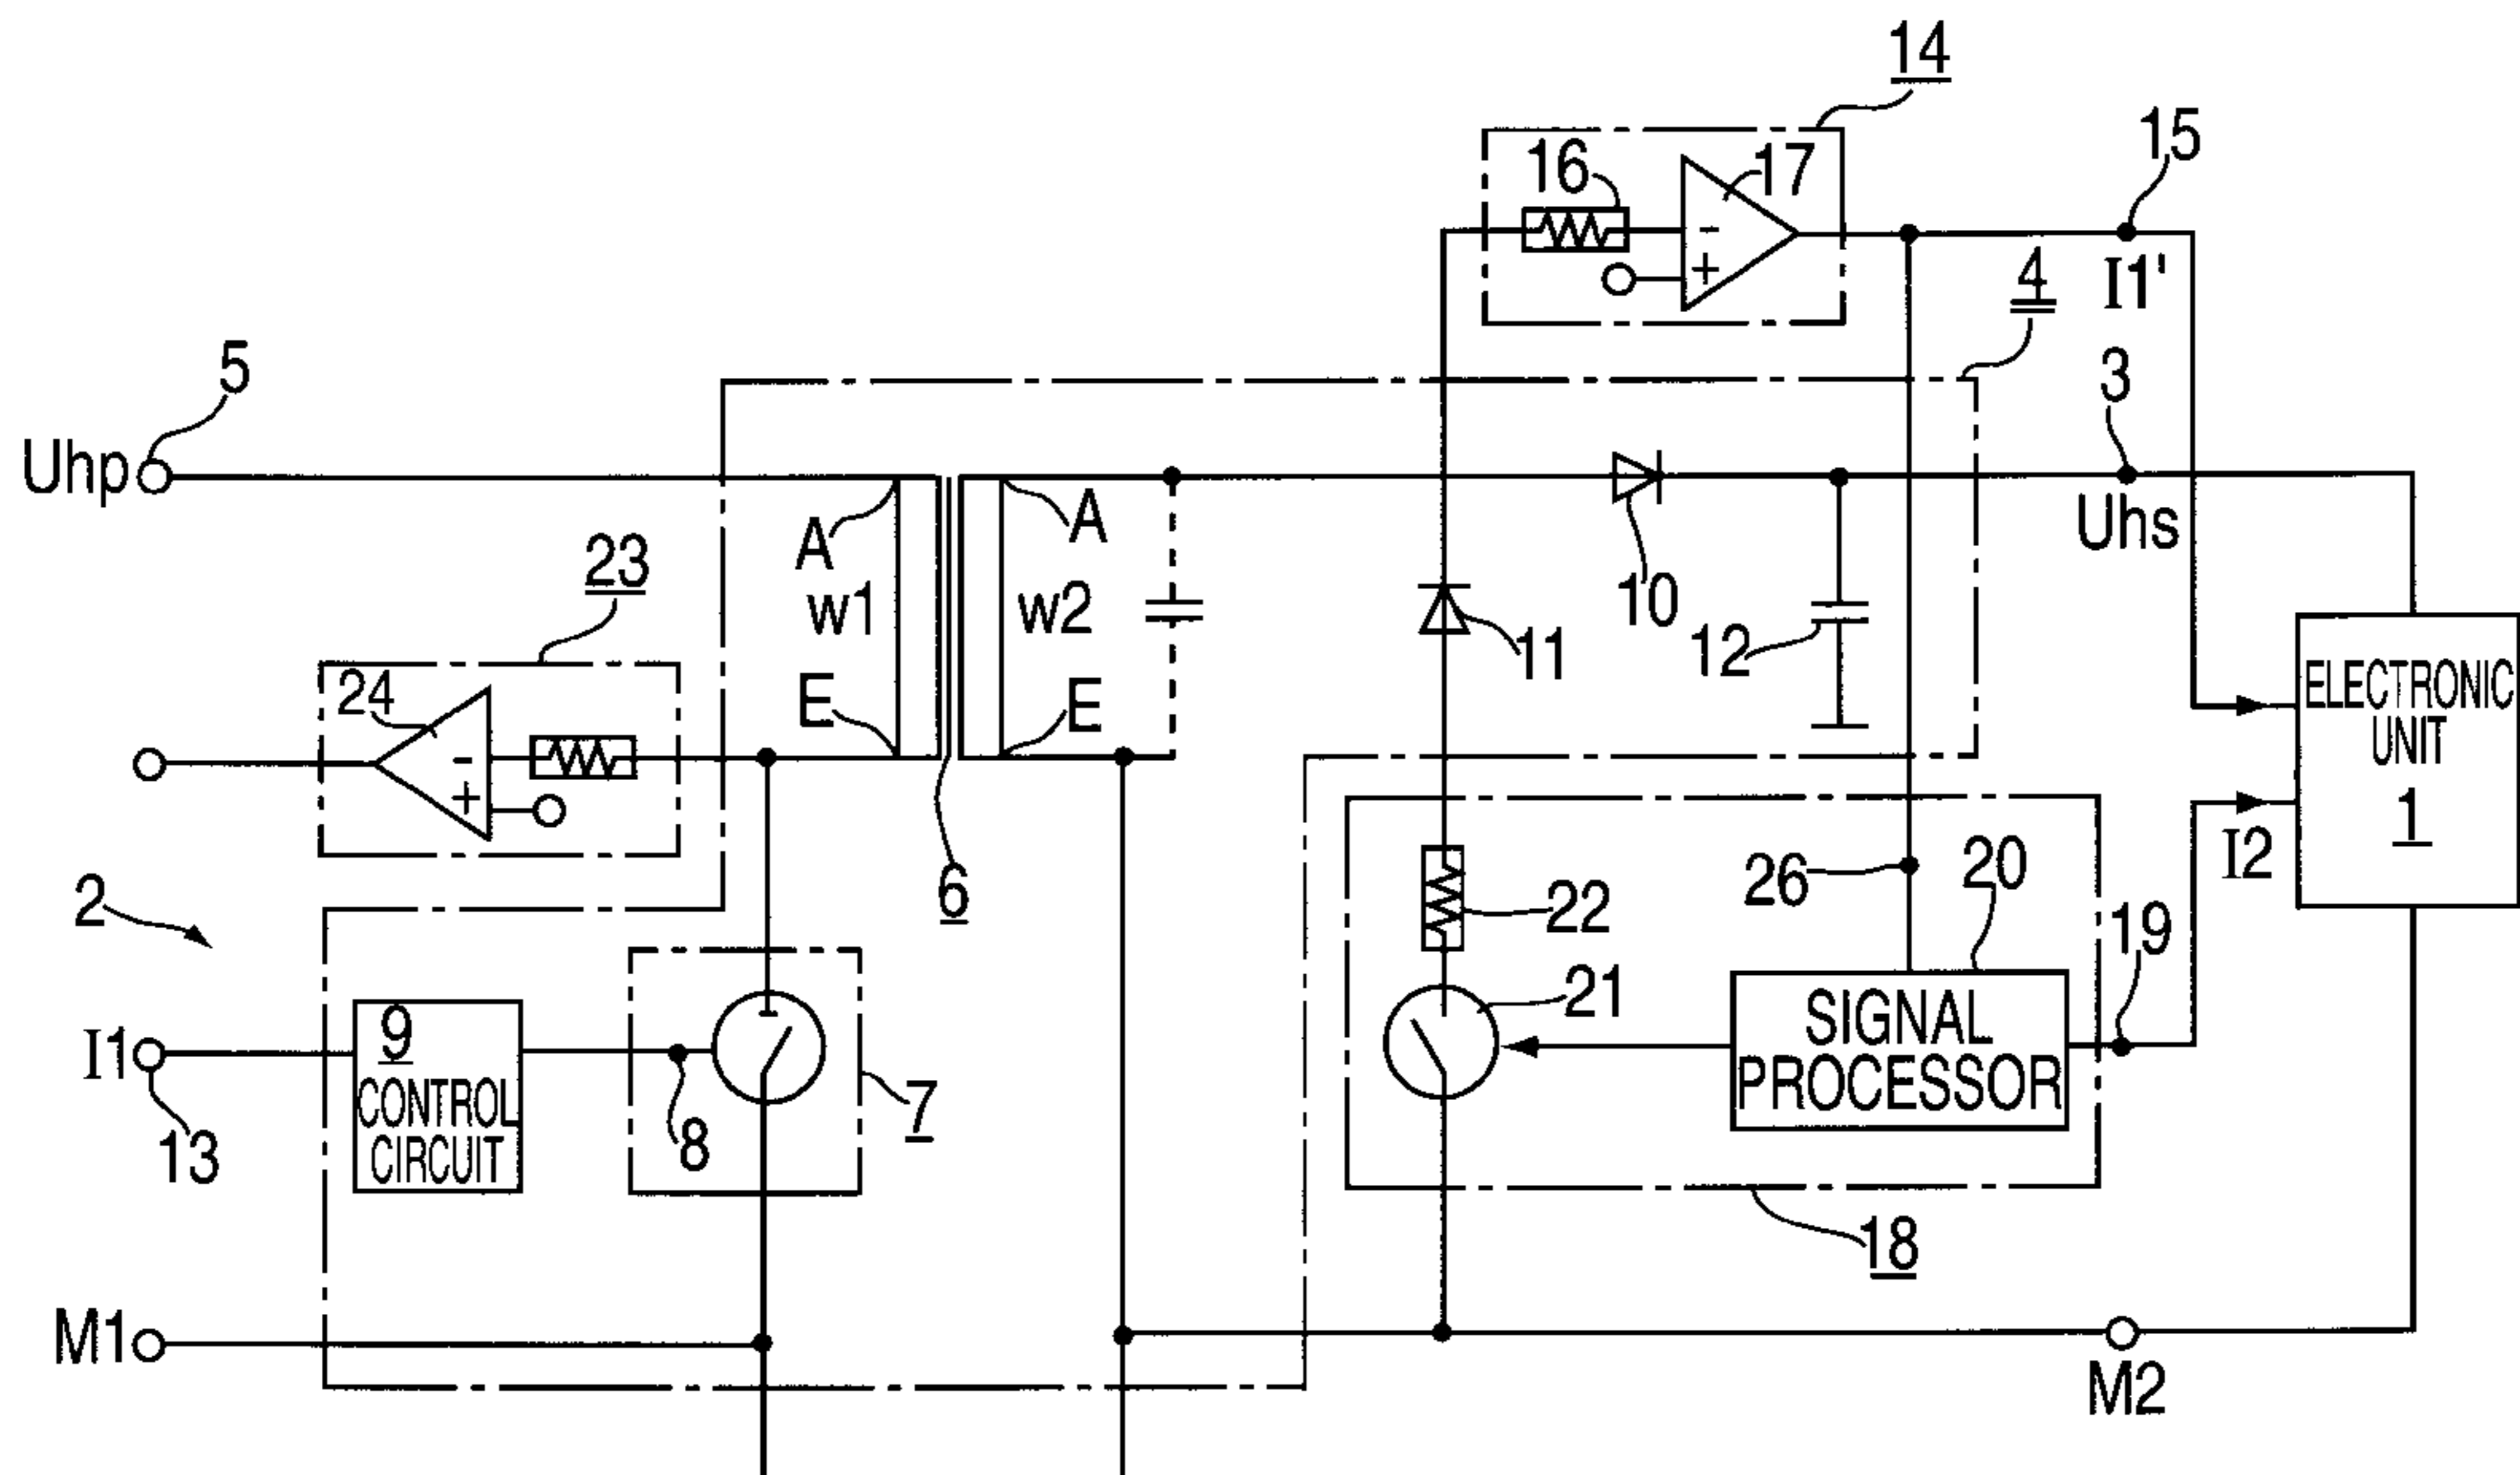 14
15
16
17
- 
+
I1'
4
5
3
Uhp
A
A
Uhs
23
w1
w2
10
12
11
24
E
E
ELECTRONIC
UNIT
1
-
+
2
6
26
20
I2
22
19
21
9
I1
CONTROL
CIRCUIT
SIGNAL
PROCESSOR
7
8
13
18
M1
M2